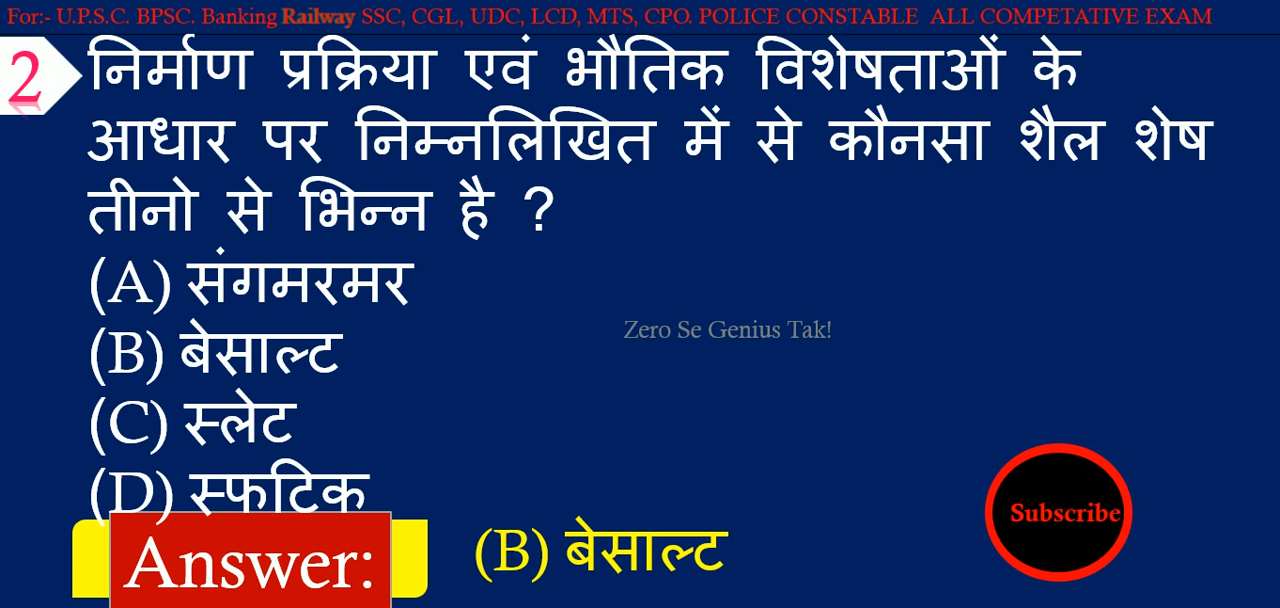 For:- U.P.S.C. BPSC. Banking Railway SSC, CGL, UDC, LCD, MTS, CPO. POLICE CONSTABLE ALL COMPETATIVE EXAM
2 निर्माण प्रक्रिया एवं भौतिक विशेषताओं के
आधार पर निम्नलिखित में से कौनसा शैल शेष
तीनो से भिन्न है ?
(A) संगमरमर
Zero Se Genius Tak!
(B) बेसाल्ट
(C) स्लेट
(D) स्फटिक
Subscribe
Answer: (B) बेसाल्ट